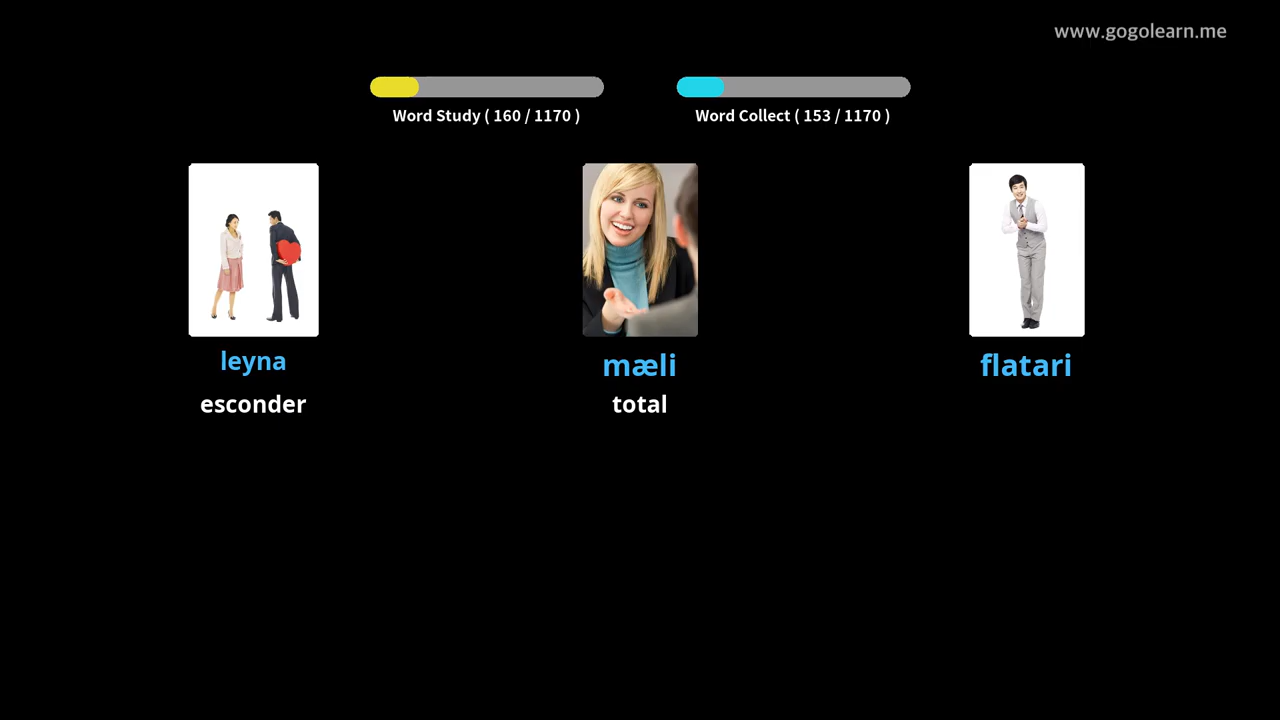 www.gogolearn.me
Word Study ( 160 / 1170 )
Word Collect ( 153 / 1170 )
leyna
mæli
flatari
esconder
total